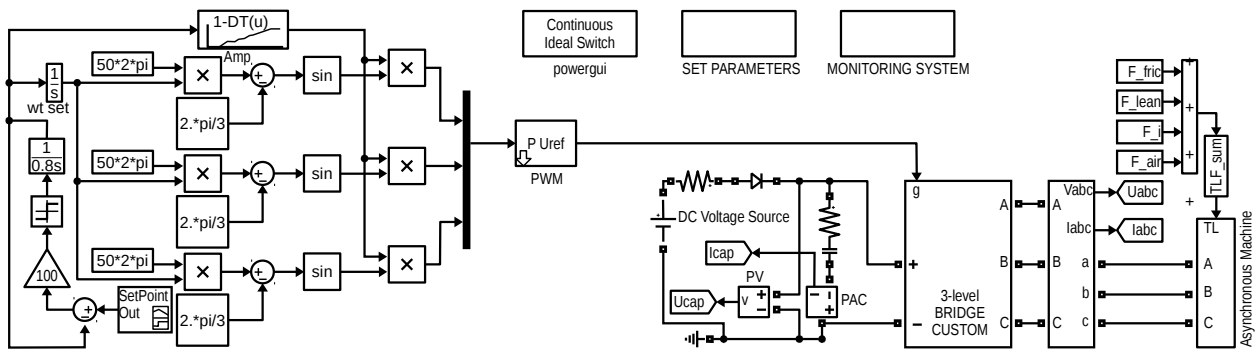 1-DT(u)
Amp
50*2*pi
×
+
−
sin
×
2.*pi/3
1
s
wt set
1
0.8s
50*2*pi
×
+
−
sin
×
2.*pi/3
100
50*2*pi
×
+
−
sin
×
2.*pi/3
+
SetPoint
Out
Continuous
Ideal Switch
powergui
SET PARAMETERS
MONITORING SYSTEM
P Uref
PWM
DC Voltage Source
+
Icap
PV
Ucap
v
+
−
PAC
−
I
+
g
A
B
C
+
−
3-level
BRIDGE
CUSTOM
Vabc
Iabc
A
B
C
a
b
c
Uabc
Iabc
F_fric
F_lean
F_i
F_air
+
+
+
+
TLF_sum
TL
A
B
C
Asynchronous Machine